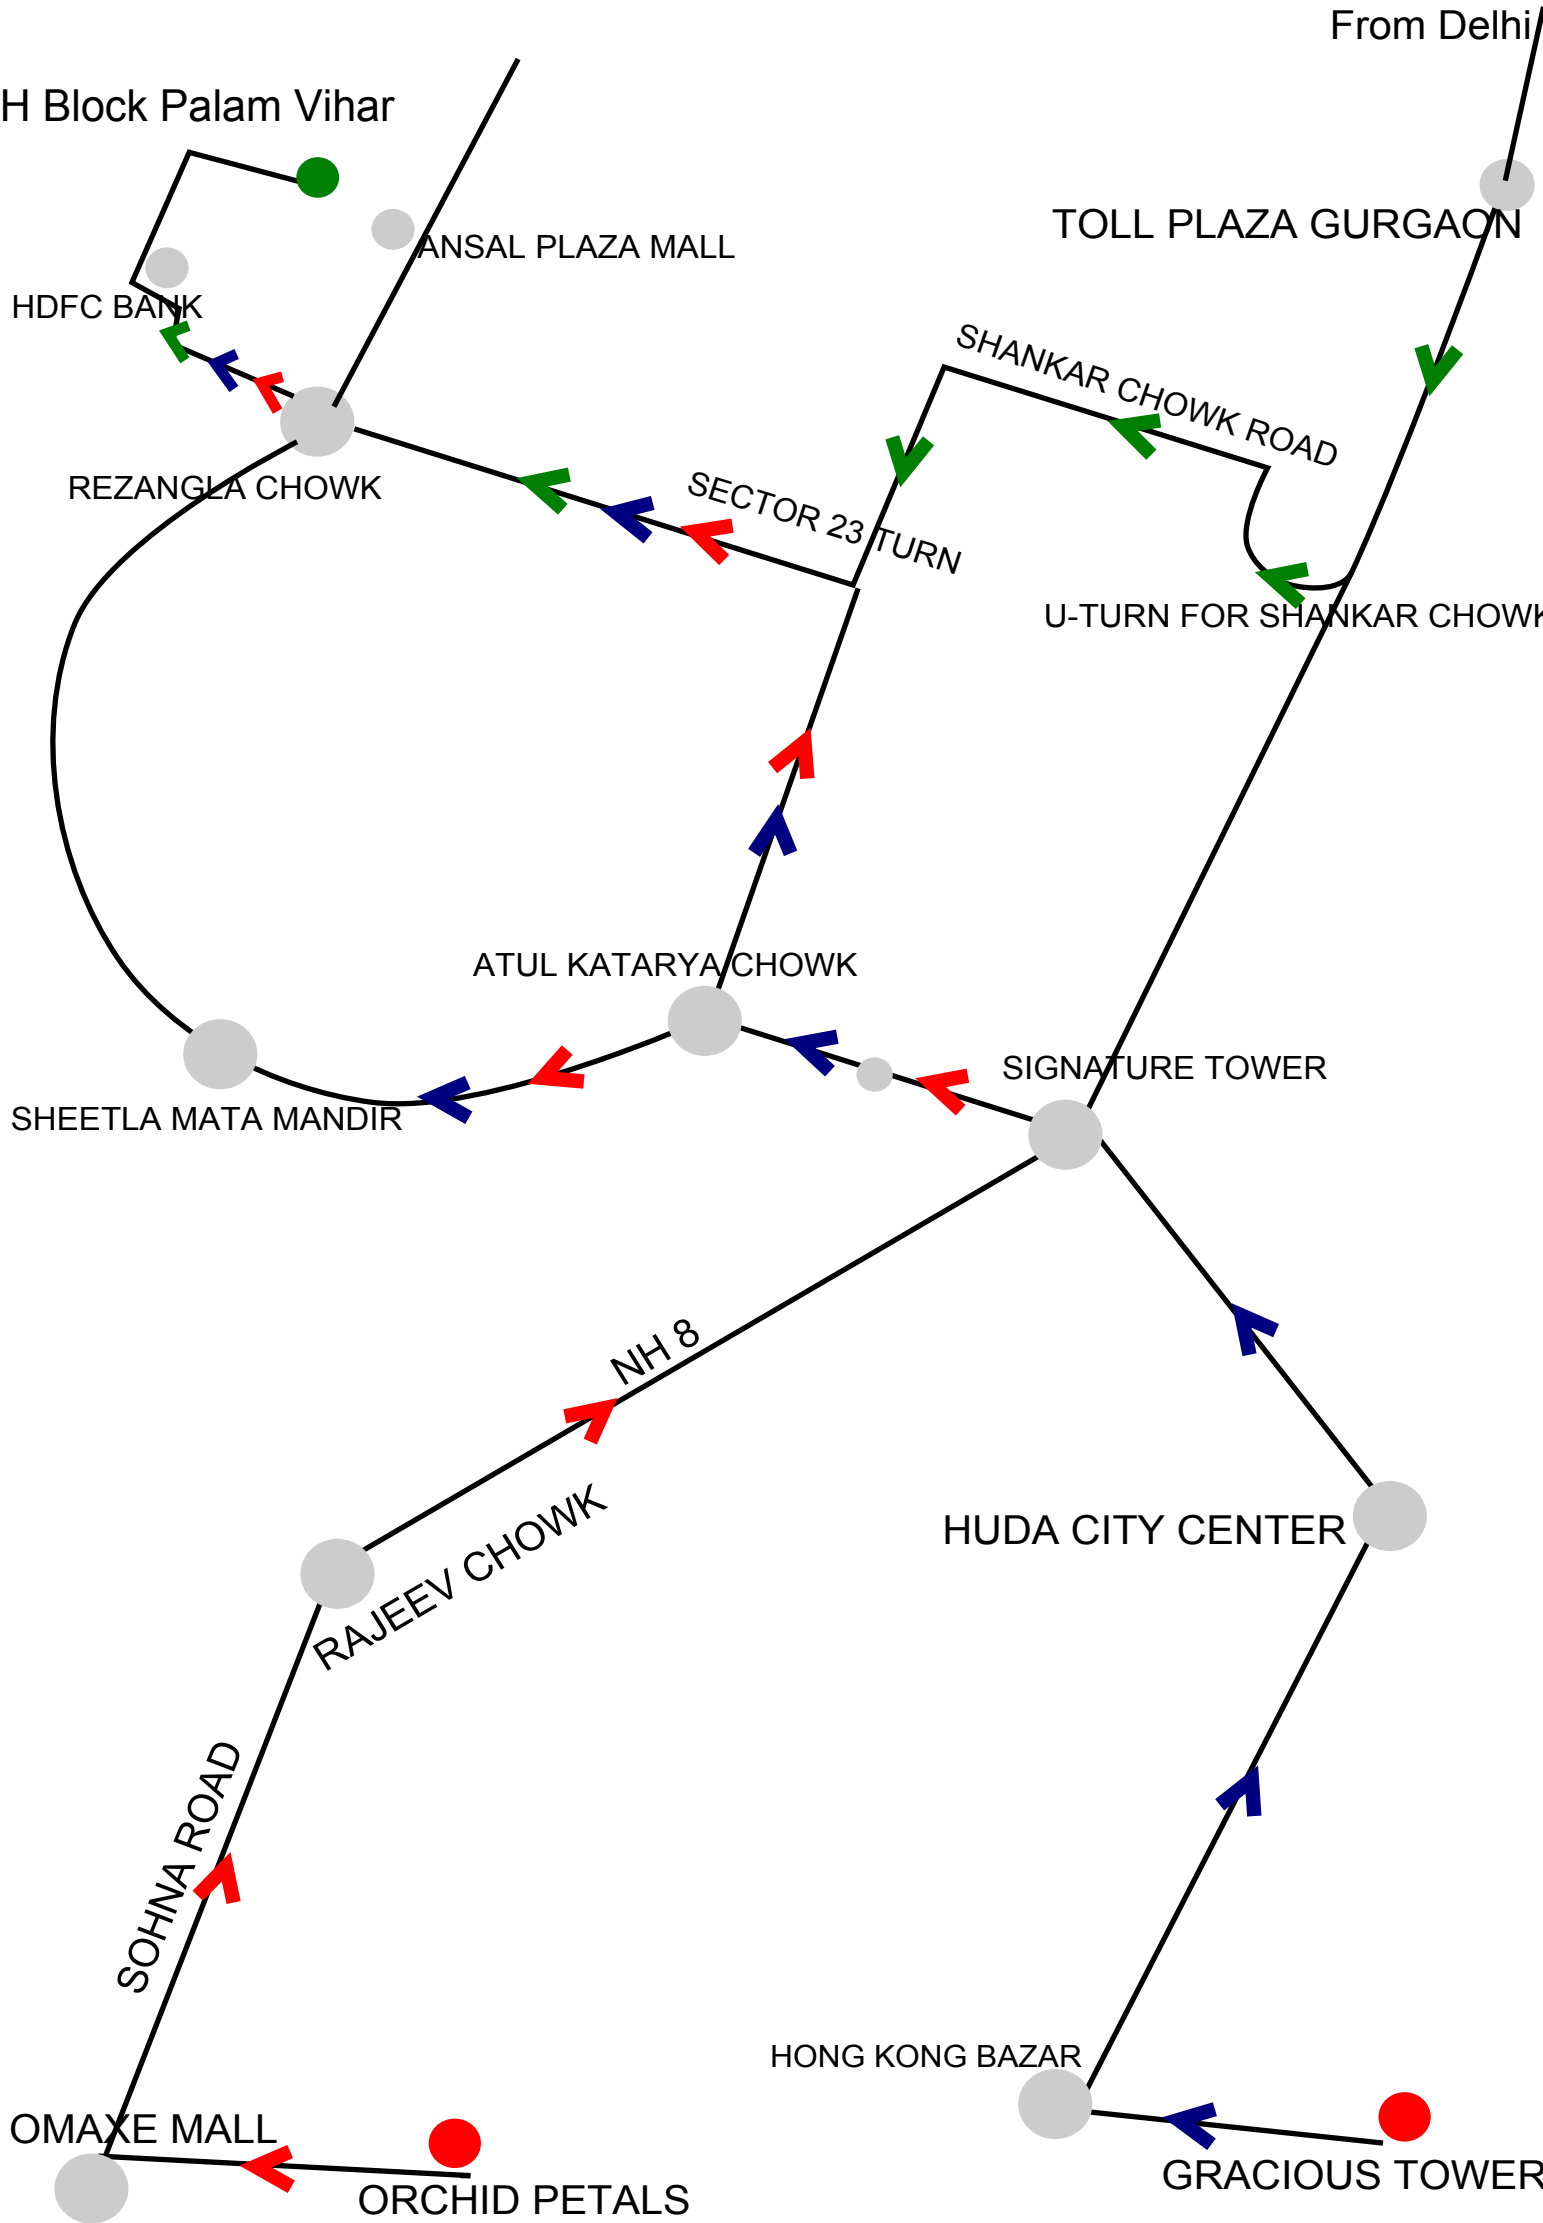 From Delhi
H Block Palam Vihar
TOLL PLAZA GURGAON
ANSAL PLAZA MALL
HDFC BANK
SHANKAR CHOWK ROAD
REZANGLA CHOWK
SECTOR 23 TURN
U-TURN FOR SHANKAR CHOWK
ATUL KATARYA CHOWK
SIGNATURE TOWER
SHEETLA MATA MANDIR
NH 8
RAJEEV CHOWK
HUDA CITY CENTER
SOHNA ROAD
HONG KONG BAZAR
OMAXE MALL
GRACIOUS TOWER
ORCHID PETALS